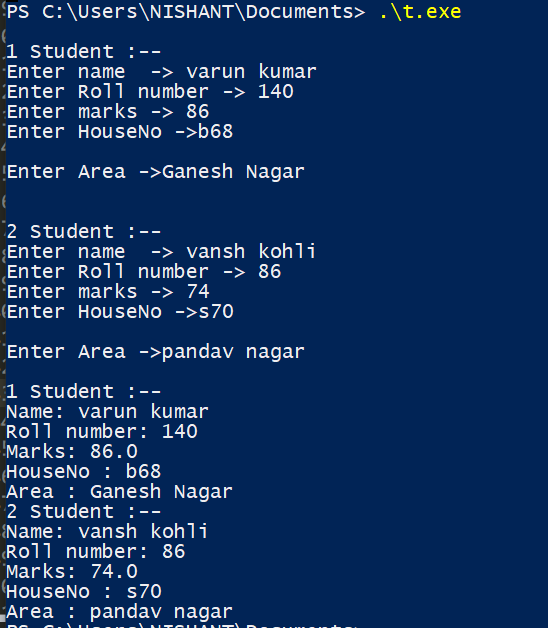 PS C:\Users\NISHANT\Documents> .\t.exe
1 Student :--
Enter name  -> varun kumar
Enter Roll number -> 140
Enter marks -> 86
Enter HouseNo ->b68
Enter Area ->Ganesh Nagar
2 Student :--
Enter name  -> vansh kohli
Enter Roll number -> 86
Enter marks -> 74
Enter HouseNo ->s70
Enter Area ->pandav nagar
1 Student :--
Name: varun kumar
Roll number: 140
Marks: 86.0
HouseNo : b68
Area : Ganesh Nagar
2 Student :--
Name: vansh kohli
Roll number: 86
Marks: 74.0
HouseNo : s70
Area : pandav nagar
PS C:\Users\NISHANT\Documents>